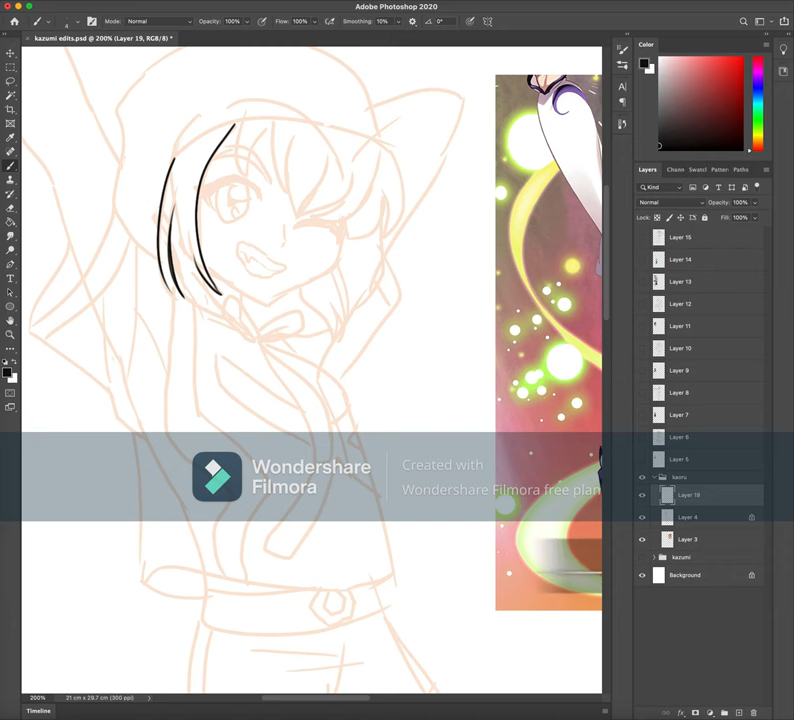 Adobe Photoshop 2020
Mode: Normal Opacity: 100% Flow: 100% Smoothing: 10% 0°
4
kazumi edits.psd @ 200% (Layer 19, RGB/8) *
Color
Layers Chann Swatcl Patter Paths
Kind
Normal Opacity: 100%
Lock: Fill: 100%
Layer 15
Layer 14
Layer 13
Layer 12
Layer 11
Layer 10
Layer 9
Layer 8
Layer 7
Layer 6
Layer 5
kaoru
Layer 19
Layer 4
Layer 3
kazumi
Background
Wondershare
Filmora
Created with
Wondershare Filmora free plan
200% 21 cm x 29.7 cm (300 ppi)
Timeline